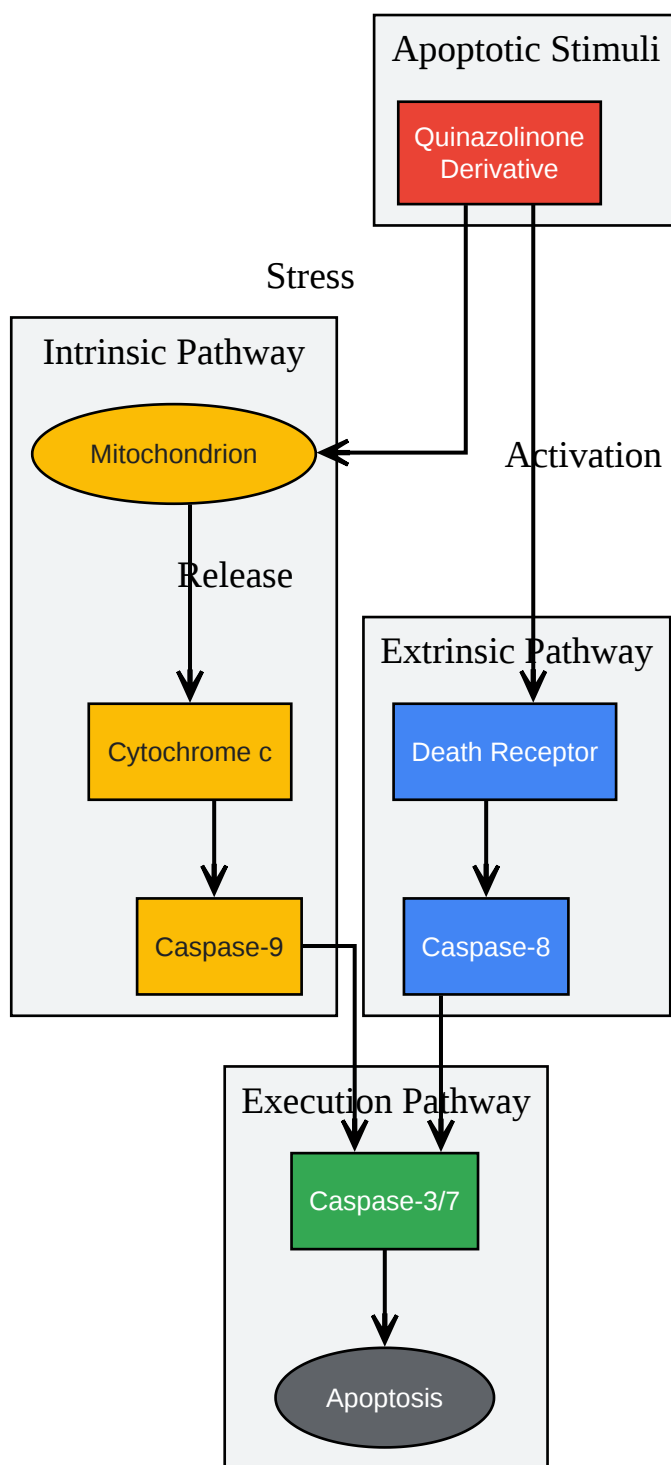 Apoptotic Stimuli
Quinazolinone
Derivative
Stress
Intrinsic Pathway
Mitochondrion
Activation
Release
Extrinsic Pathway
Cytochrome c
Death Receptor
Caspase-9
Caspase-8
Execution Pathway
Caspase-3/7
Apoptosis